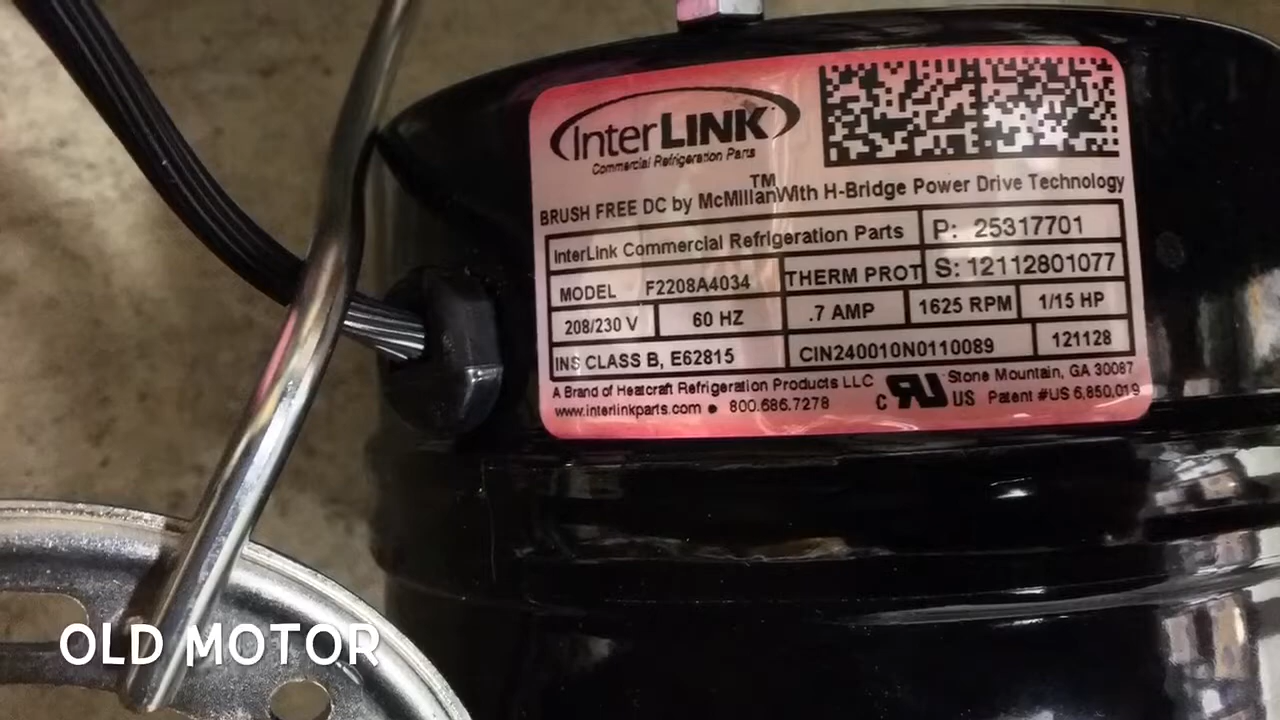 InterLINK
Commercial Refrigeration Parts
BRUSH FREE DC by McMillan™ With H-Bridge Power Drive Technology
InterLink Commercial Refrigeration Parts P: 25317701
MODEL F2208A4034 THERM PROT S: 12112801077
208/230 V 60 HZ .7 AMP 1625 RPM 1/15 HP
INS CLASS B, E62815 CIN240010N0110089 121128
A Brand of Heatcraft Refrigeration Products LLC Stone Mountain, GA 30087
www.interlinkparts.com ● 800.686.7278 C RU US Patent #US 6,850,019
OLD MOTOR